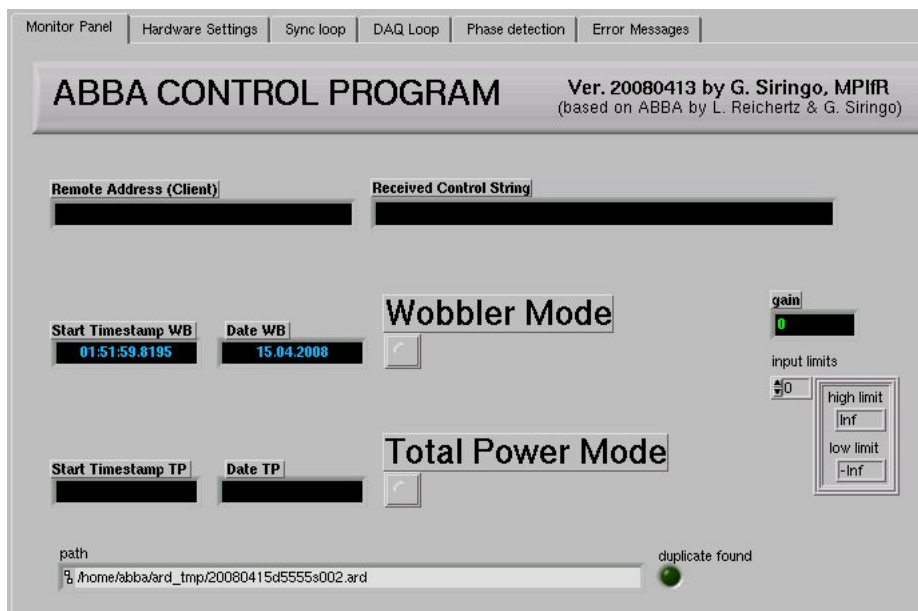 Monitor Panel Hardware Settings Sync loop DAQ Loop Phase detection Error Messages
ABBA CONTROL PROGRAM
Ver. 20080413 by G. Siringo, MPIfR
(based on ABBA by L. Reichertz & G. Siringo)
Remote Address (Client) Received Control String
Wobbler Mode
Start Timestamp WB Date WB
01:51:59.8195 15.04.2008
gain
0
input limits
0
high limit
Inf
low limit
-Inf
Total Power Mode
Start Timestamp TP Date TP
path
/home/abba/ard_tmp/20080415d5555s002.ard
duplicate found